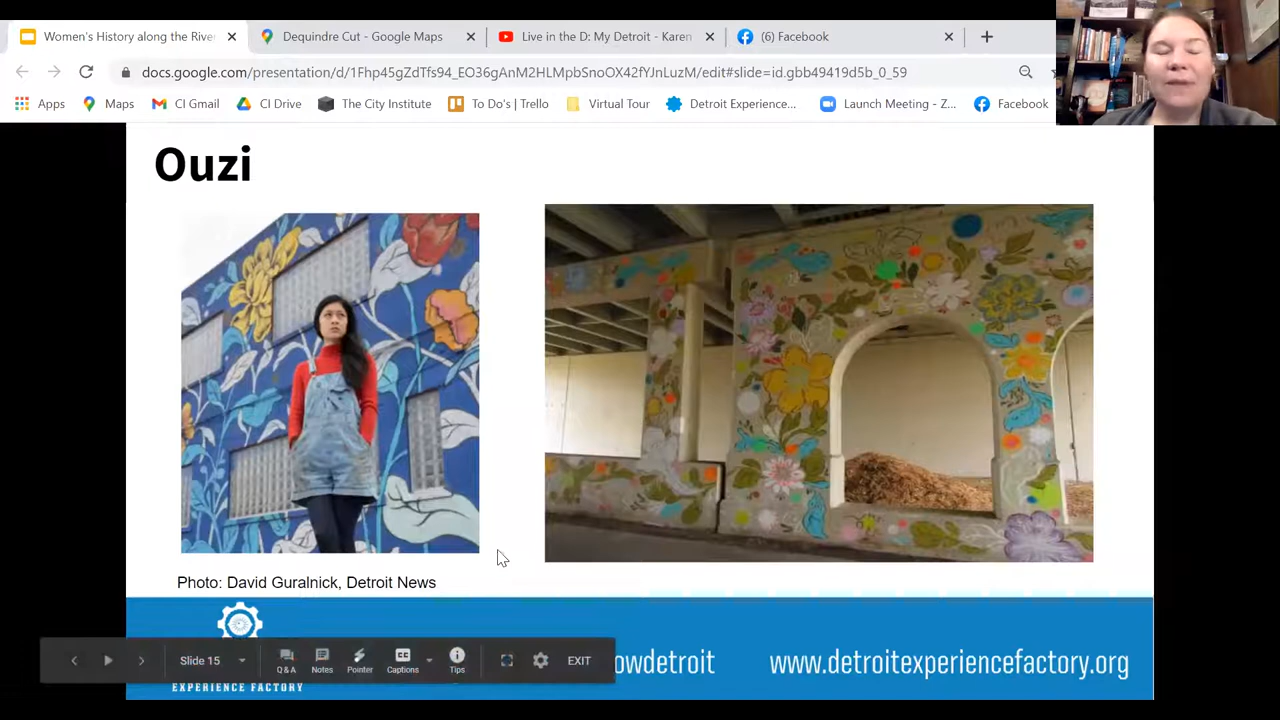 Women's History along the Rive
Dequindre Cut - Google Maps
Live in the D: My Detroit - Karen
(6) Facebook
docs.google.com/presentation/d/1Fhp45gZdTfs94_EO36gAnM2HLMpbSnoOX42fYJnLuzM/edit#slide=id.gbb49419d5b_0_59
Apps
Maps
CI Gmail
CI Drive
The City Institute
To Do's | Trello
Virtual Tour
Detroit Experience...
Launch Meeting - Z...
Facebook
Ouzi
Photo: David Guralnick, Detroit News
Slide 15
Q & A
Notes
Pointer
CC
Captions
Tips
EXIT
owdetroit
www.detroitexperiencefactory.org
EXPERIENCE FACTORY